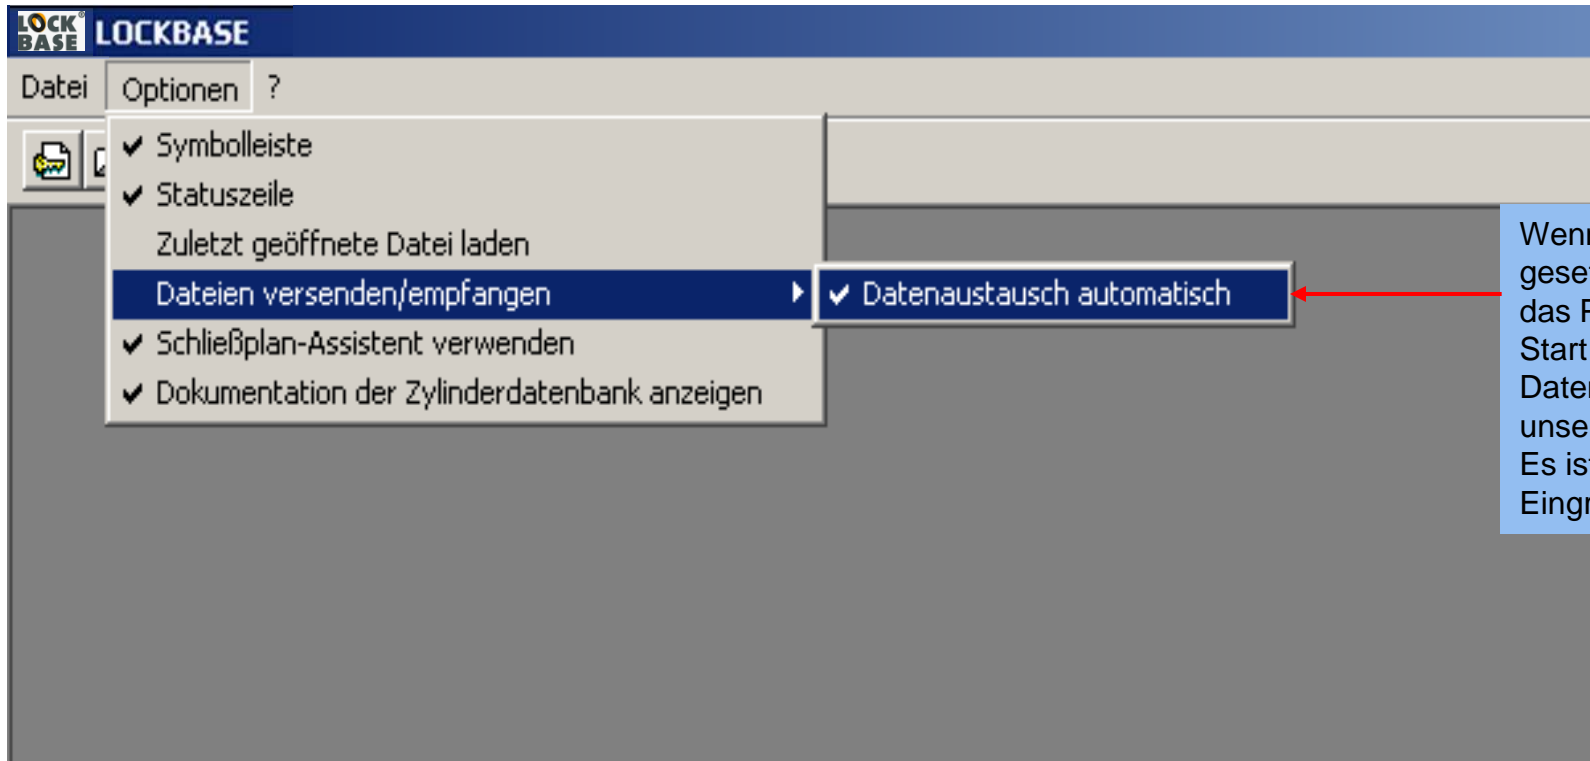 LOCK BASE® LOCKBASE
Datei Optionen ?
Symbolleiste
Statuszeile
Zuletzt geöffnete Datei laden
Dateien versenden/empfangen
Datenaustausch automatisch
Schließplan-Assistent verwenden
Dokumentation der Zylinderdatenbank anzeigen
das
Start
Es